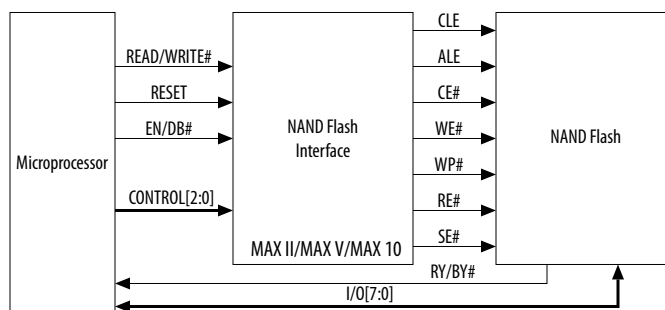 CLE
READ/WRITE#
ALE
RESET
CE#
EN/DB#
NAND Flash
Interface
WE#
NAND Flash
Microprocessor
WP#
CONTROL[2:0]
RE#
MAX II/MAX V/MAX 10
SE#
RY/BY#
I/O[7:0]